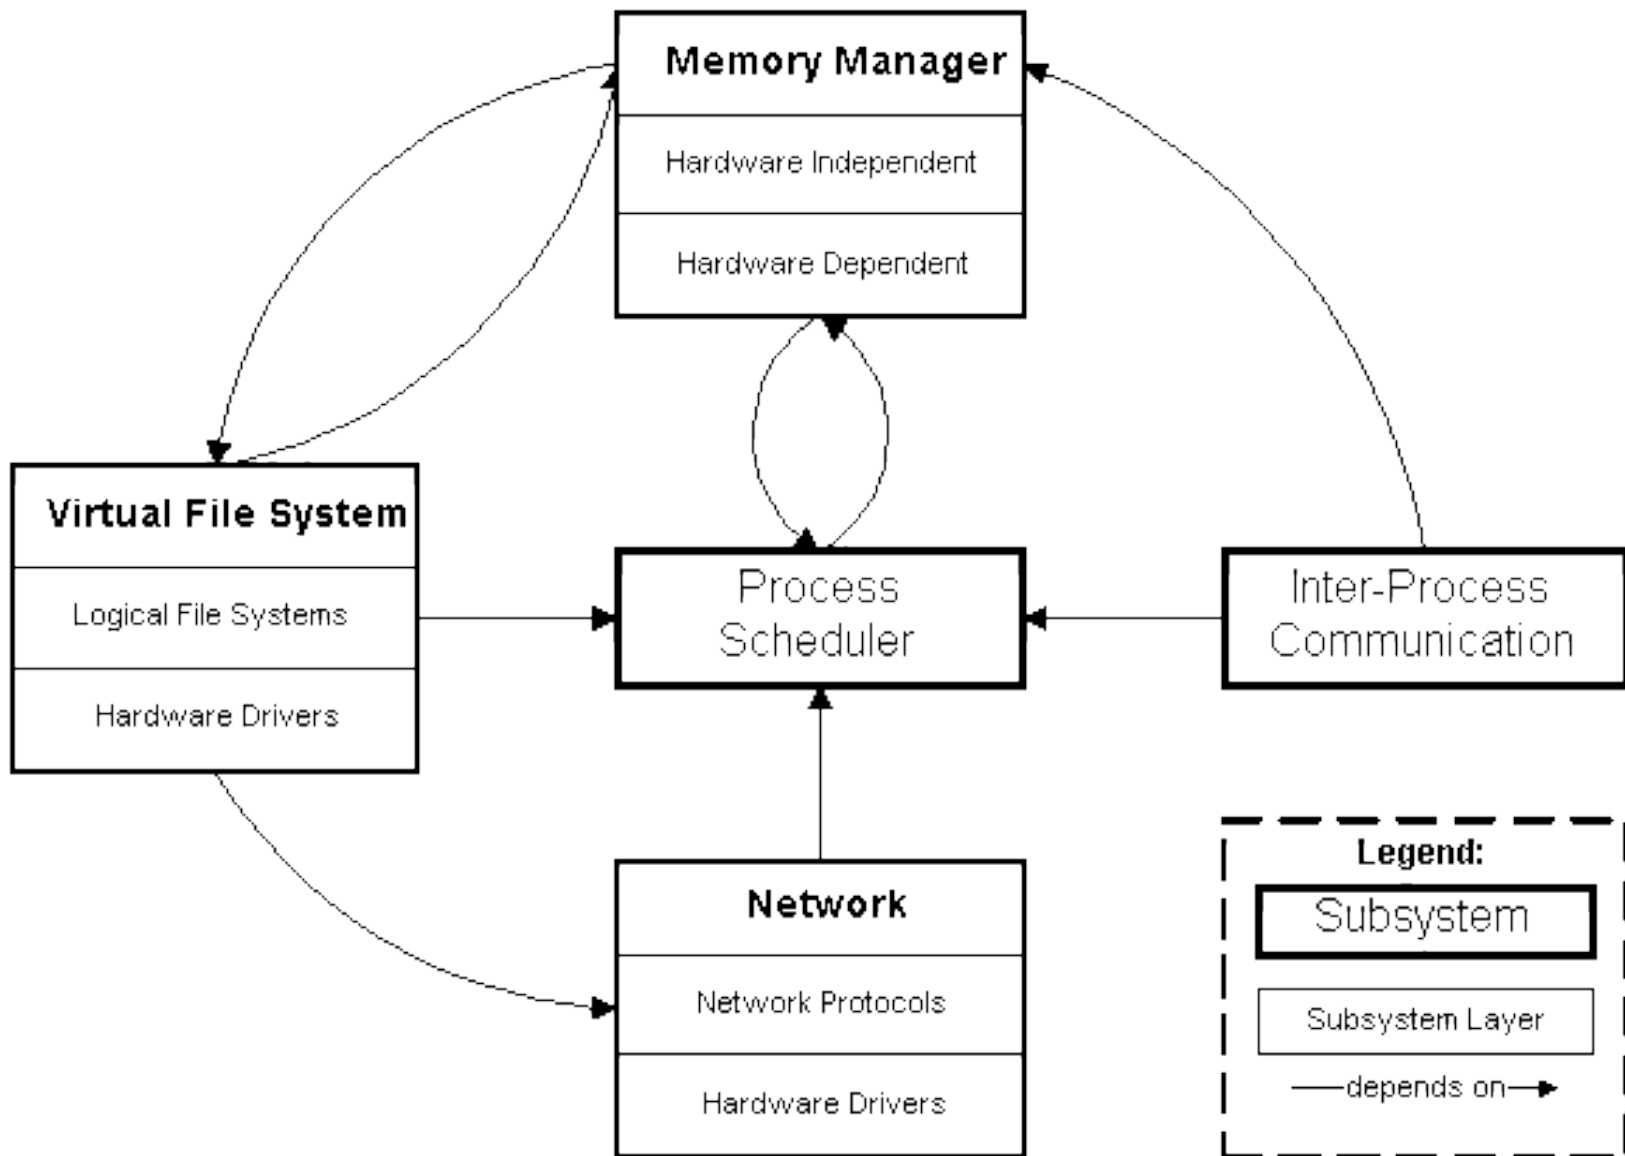 Memory Manager
Hardware Independent
Hardware Dependent
Virtual File System
Logical File Systems
Hardware Drivers
Process
Scheduler
Inter-Process
Communication
Network
Network Protocols
Hardware Drivers
Legend:
Subsystem
Subsystem Layer
depends on